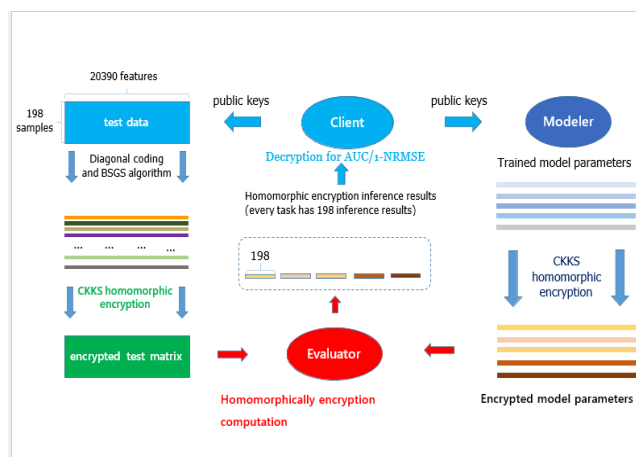 20390 features
198
samples
test data
public keys
Client
public keys
Modeler
Decryption for AUC/1-NRMSE
Trained model parameters
Diagonal coding
and BSGS algorithm
Homomorphic encryption inference results
(every task has 198 inference results)
... ... ... ...
198
CKKS homomorphic
encryption
CKKS
homomorphic
encryption
encrypted test matrix
Evaluator
Homomorphically encryption
computation
Encrypted model parameters